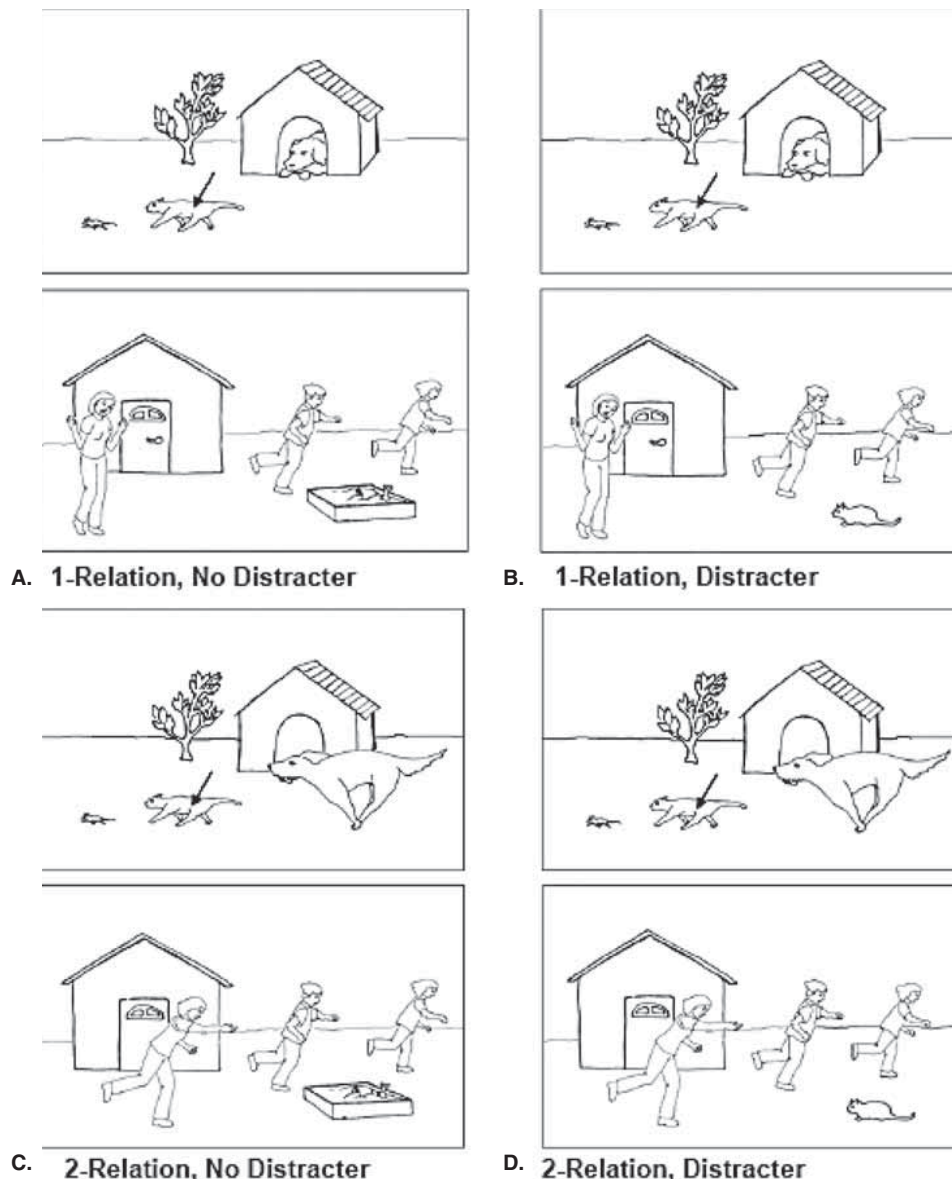 A. 1-Relation, No Distracter
B. 1-Relation, Distracter
C. 2-Relation, No Distracter
D. 2-Relation, Distracter